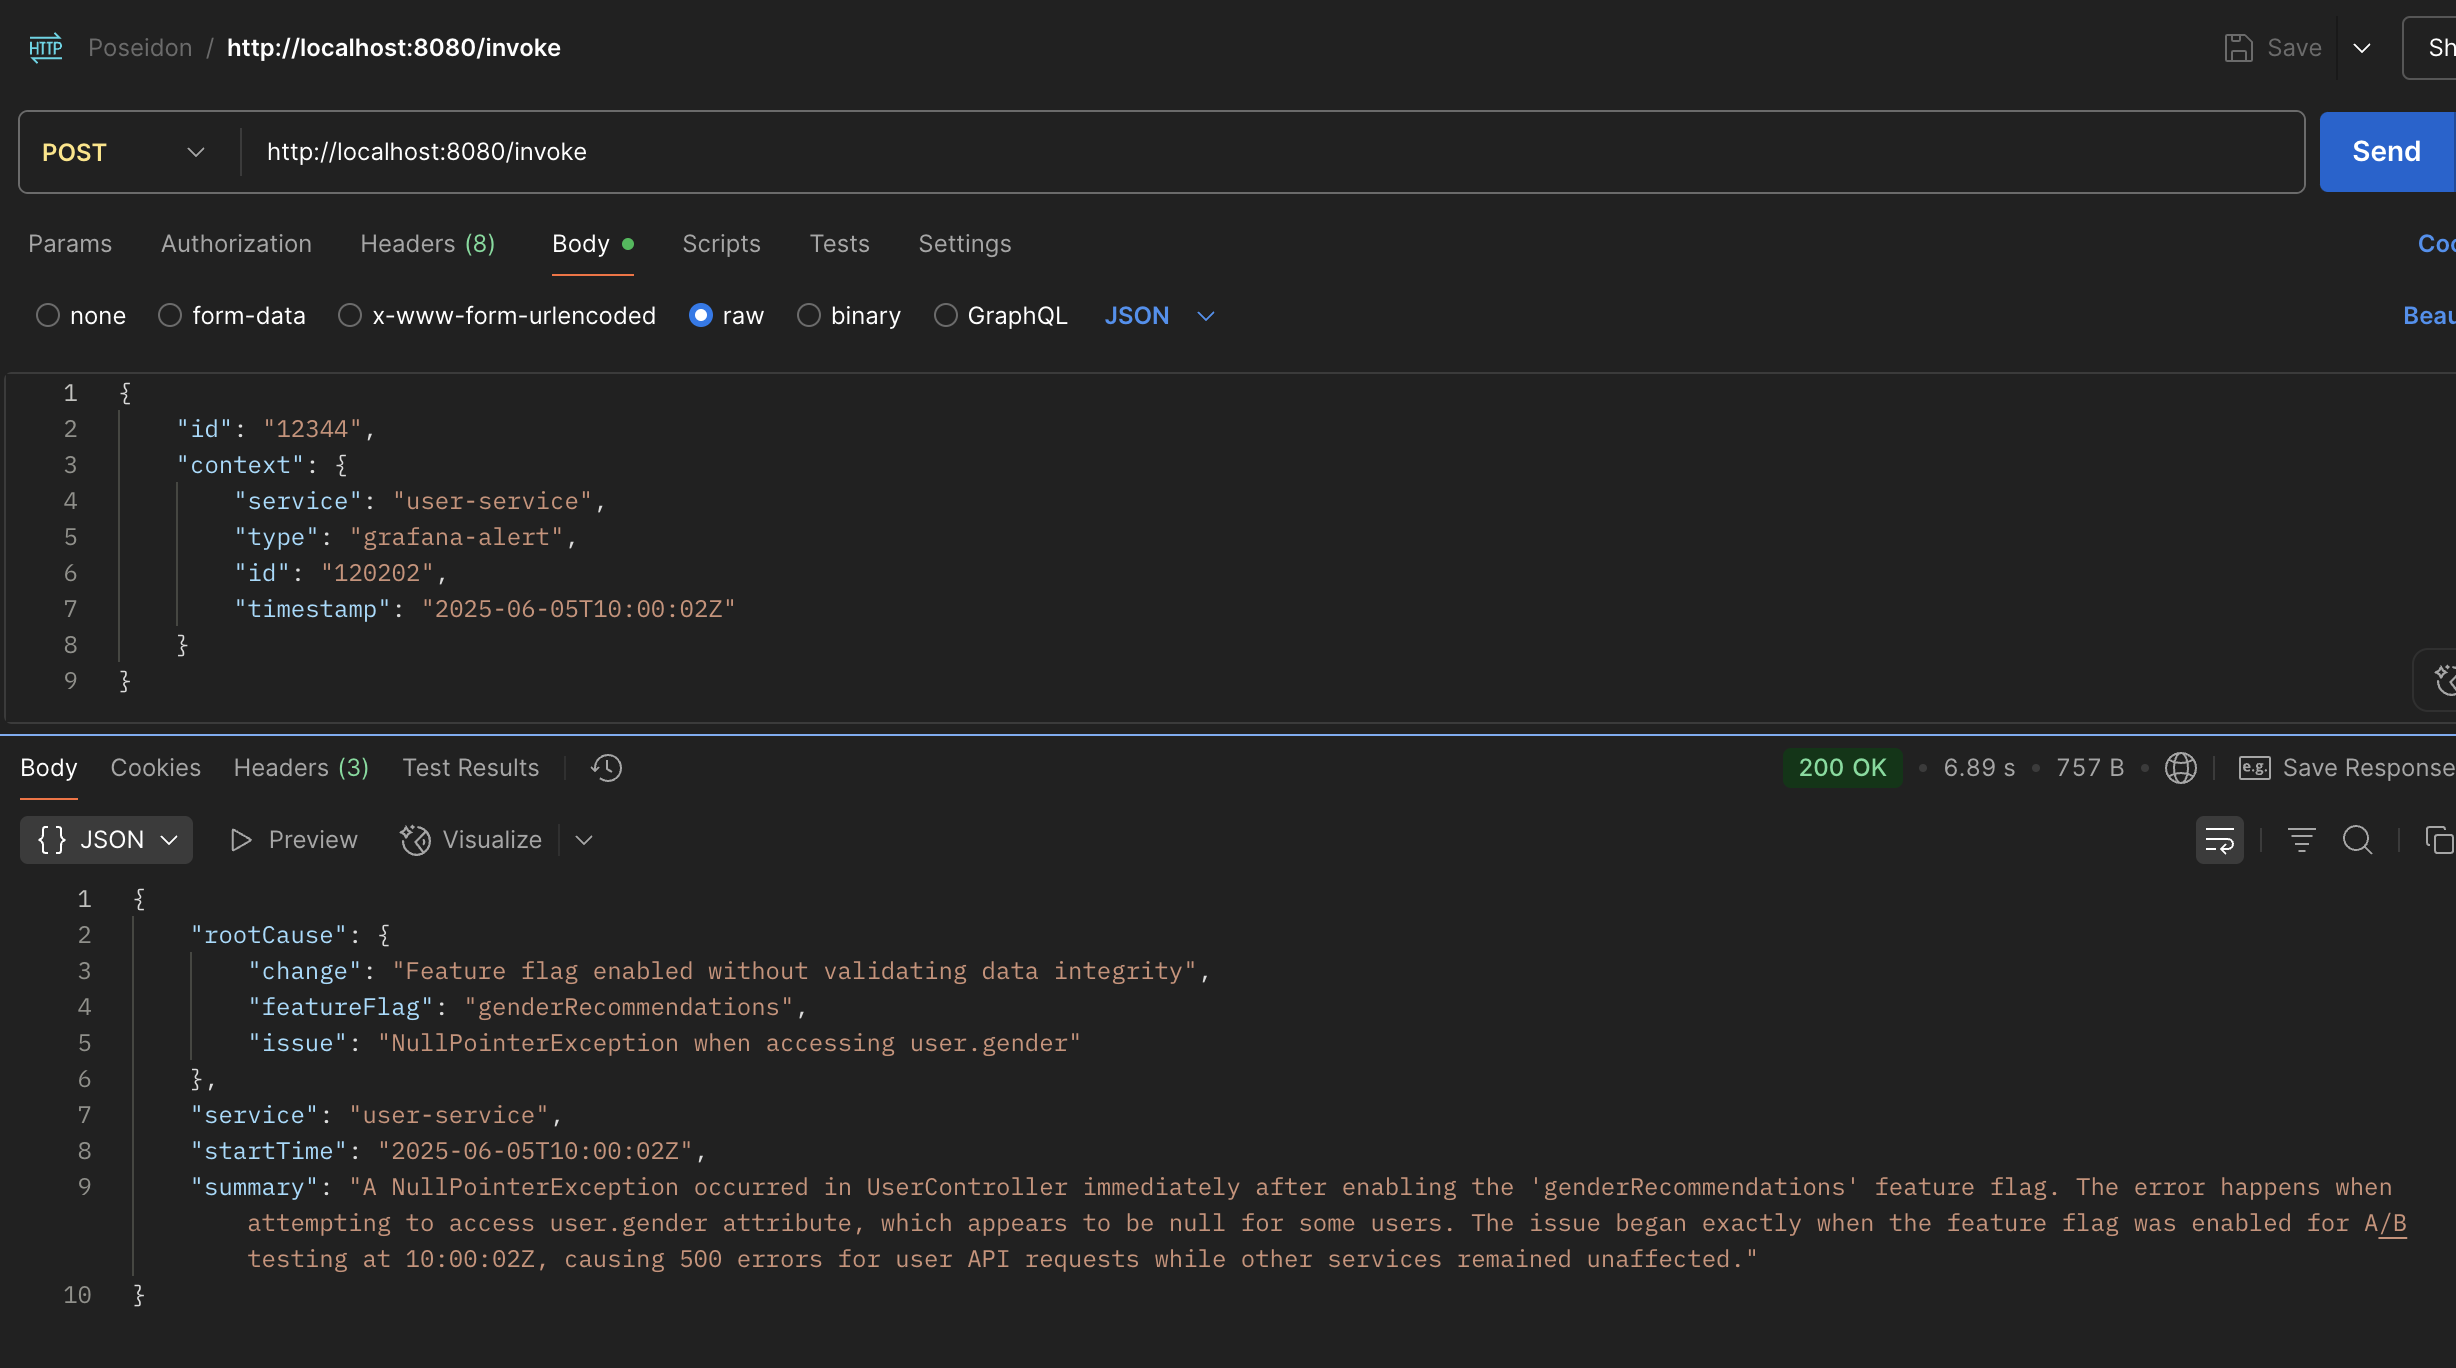 HTTP Poseidon / http://localhost:8080/invoke Save
POST http://localhost:8080/invoke Send
Params Authorization Headers (8) Body Scripts Tests Settings
none form-data x-www-form-urlencoded raw binary GraphQL JSON
1 {
2 "id": "12344",
3 "context": {
4 "service": "user-service",
5 "type": "grafana-alert",
6 "id": "120202",
7 "timestamp": "2025-06-05T10:00:02Z"
8 }
9 }
Body Cookies Headers (3) Test Results 200 OK • 6.89 s • 757 B • e.g. Save Response
{} JSON Preview Visualize
1 {
2 "rootCause": {
3 "change": "Feature flag enabled without validating data integrity",
4 "featureFlag": "genderRecommendations",
5 "issue": "NullPointerException when accessing user.gender"
6 },
7 "service": "user-service",
8 "startTime": "2025-06-05T10:00:02Z",
9 "summary": "A NullPointerException occurred in UserController immediately after enabling the 'genderRecommendations' feature flag. The error happens when
attempting to access user.gender attribute, which appears to be null for some users. The issue began exactly when the feature flag was enabled for A/B
testing at 10:00:02Z, causing 500 errors for user API requests while other services remained unaffected."
10 }